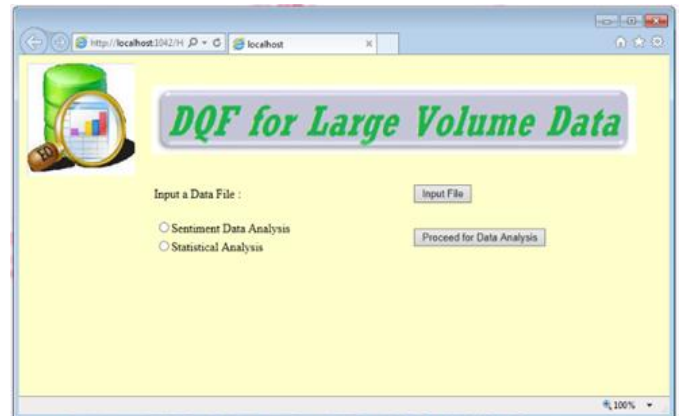 http://localhost:1042/H
localhost
DQF for Large Volume Data
Input a Data File :
Input File
Sentiment Data Analysis
Statistical Analysis
Proceed for Data Analysis
100%